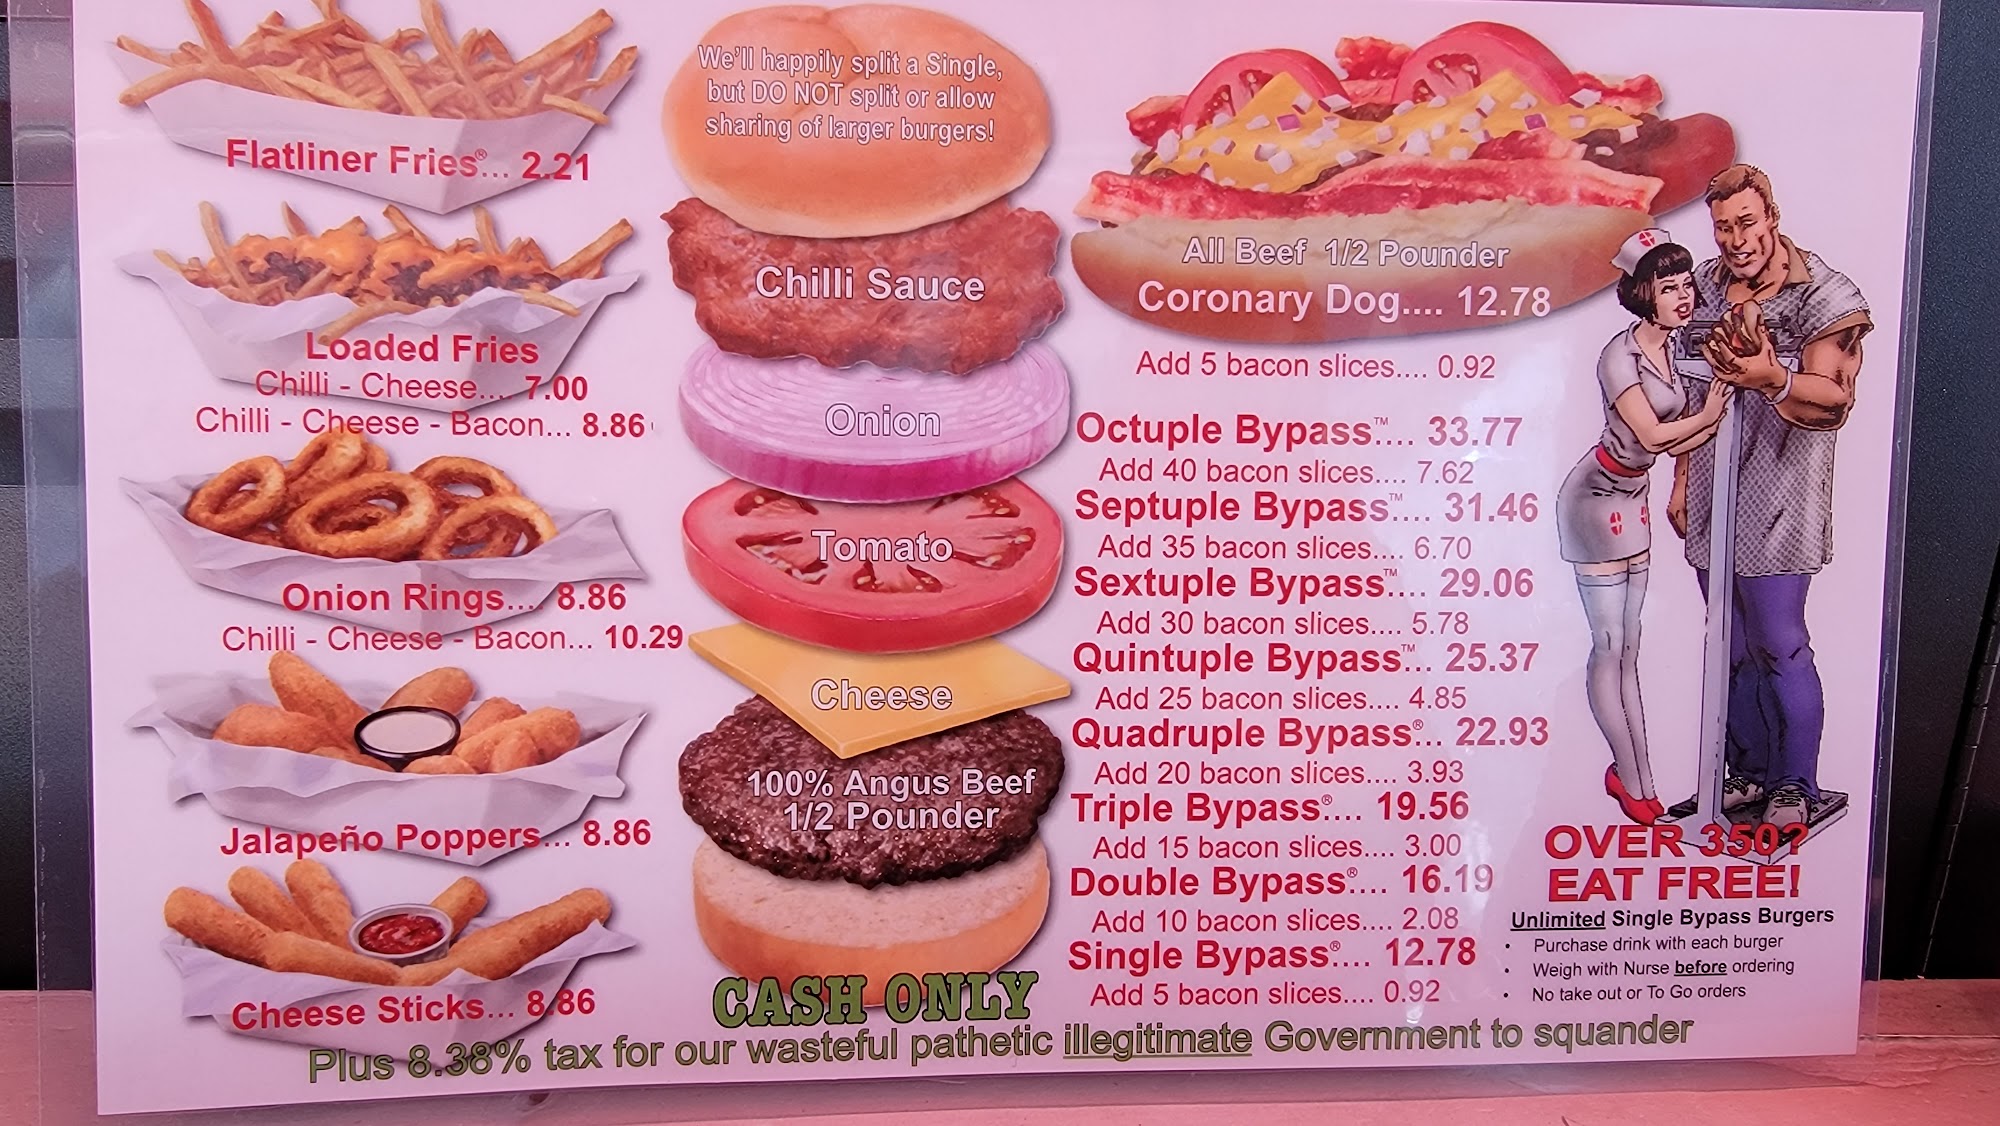 Flatliner Fries®... 2.21
Loaded Fries
Chilli - Cheese.... 7.00
Chilli - Cheese - Bacon... 8.86
Onion Rings.... 8.86
Chilli - Cheese - Bacon... 10.29
Jalapeño Poppers... 8.86
Cheese Sticks... 8.86
We'll happily split a Single,
but DO NOT split or allow
sharing of larger burgers!
Chilli Sauce
Onion
Tomato
Cheese
100% Angus Beef
1/2 Pounder
All Beef 1/2 Pounder
Coronary Dog.... 12.78
Add 5 bacon slices.... 0.92
Octuple Bypass™.... 33.77
Add 40 bacon slices.... 7.62
Septuple Bypass™.... 31.46
Add 35 bacon slices.... 6.70
Sextuple Bypass™.... 29.06
Add 30 bacon slices.... 5.78
Quintuple Bypass™... 25.37
Add 25 bacon slices.... 4.85
Quadruple Bypass®... 22.93
Add 20 bacon slices.... 3.93
Triple Bypass®.... 19.56
Add 15 bacon slices.... 3.00
Double Bypass®.... 16.19
Add 10 bacon slices.... 2.08
Single Bypass®.... 12.78
Add 5 bacon slices.... 0.92
OVER 350?
EAT FREE!
Unlimited Single Bypass Burgers
• Purchase drink with each burger
• Weigh with Nurse before ordering
• No take out or To Go orders
CASH ONLY
Plus 8.38% tax for our wasteful pathetic illegitimate Government to squander